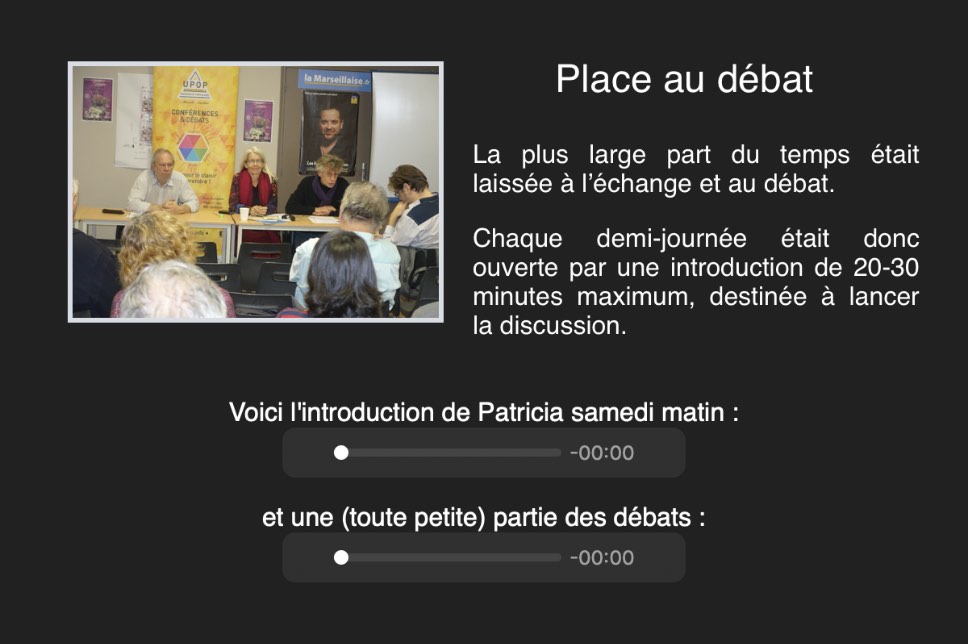 UPOP
CONFÉRENCES
& DÉBATS
la Marseillaise
Place au débat
La plus large part du temps était
laissée à l'échange et au débat.
Chaque demi-journée était donc
ouverte par une introduction de 20-30
minutes maximum, destinée à lancer
la discussion.
Voici l'introduction de Patricia samedi matin :
-00:00
et une (toute petite) partie des débats :
-00:00